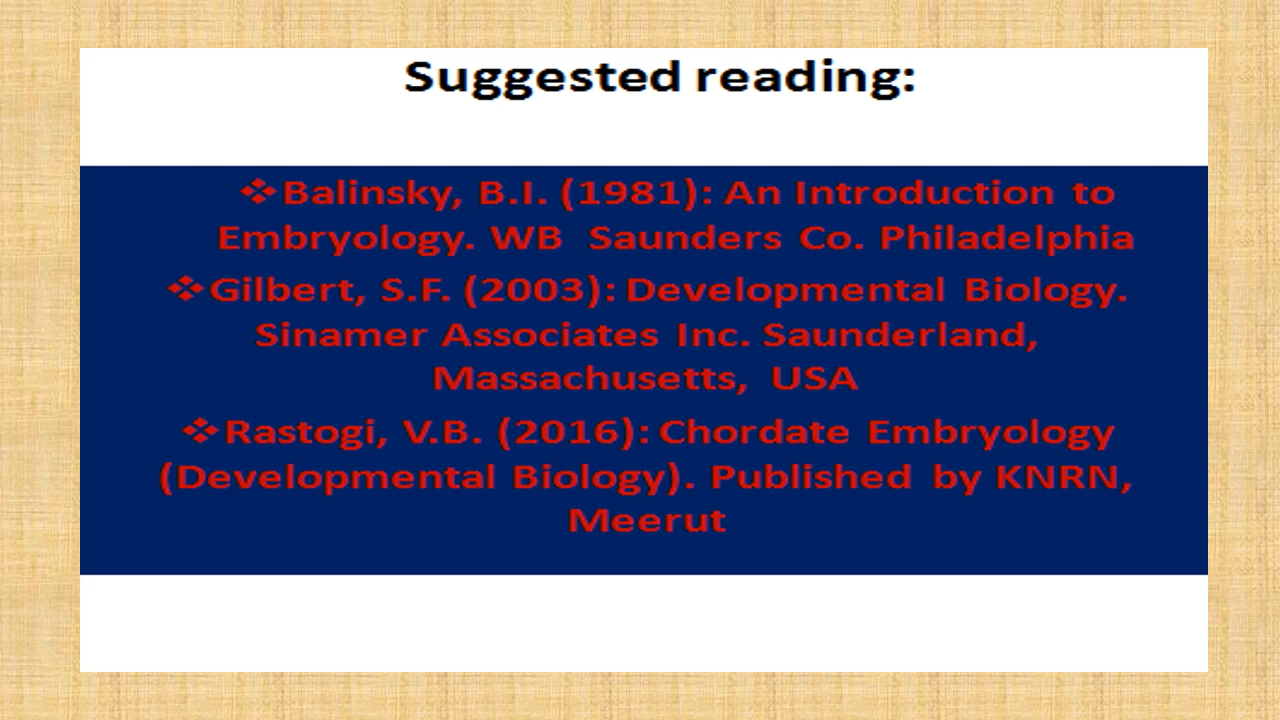 Suggested reading:
❖Balinsky, B.I. (1981): An Introduction to
Embryology. WB Saunders Co. Philadelphia
❖Gilbert, S.F. (2003): Developmental Biology.
Sinamer Associates Inc. Saunderland,
Massachusetts, USA
❖Rastogi, V.B. (2016): Chordate Embryology
(Developmental Biology). Published by KNRN,
Meerut